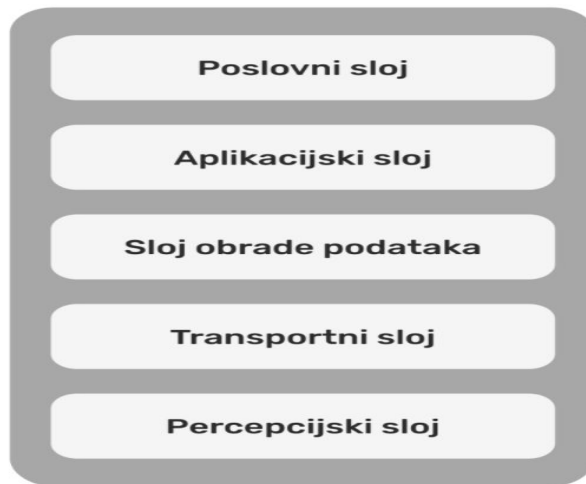 Poslovni sloj
Aplikacijski sloj
Sloj obrade podataka
Transportni sloj
Percepcijski sloj